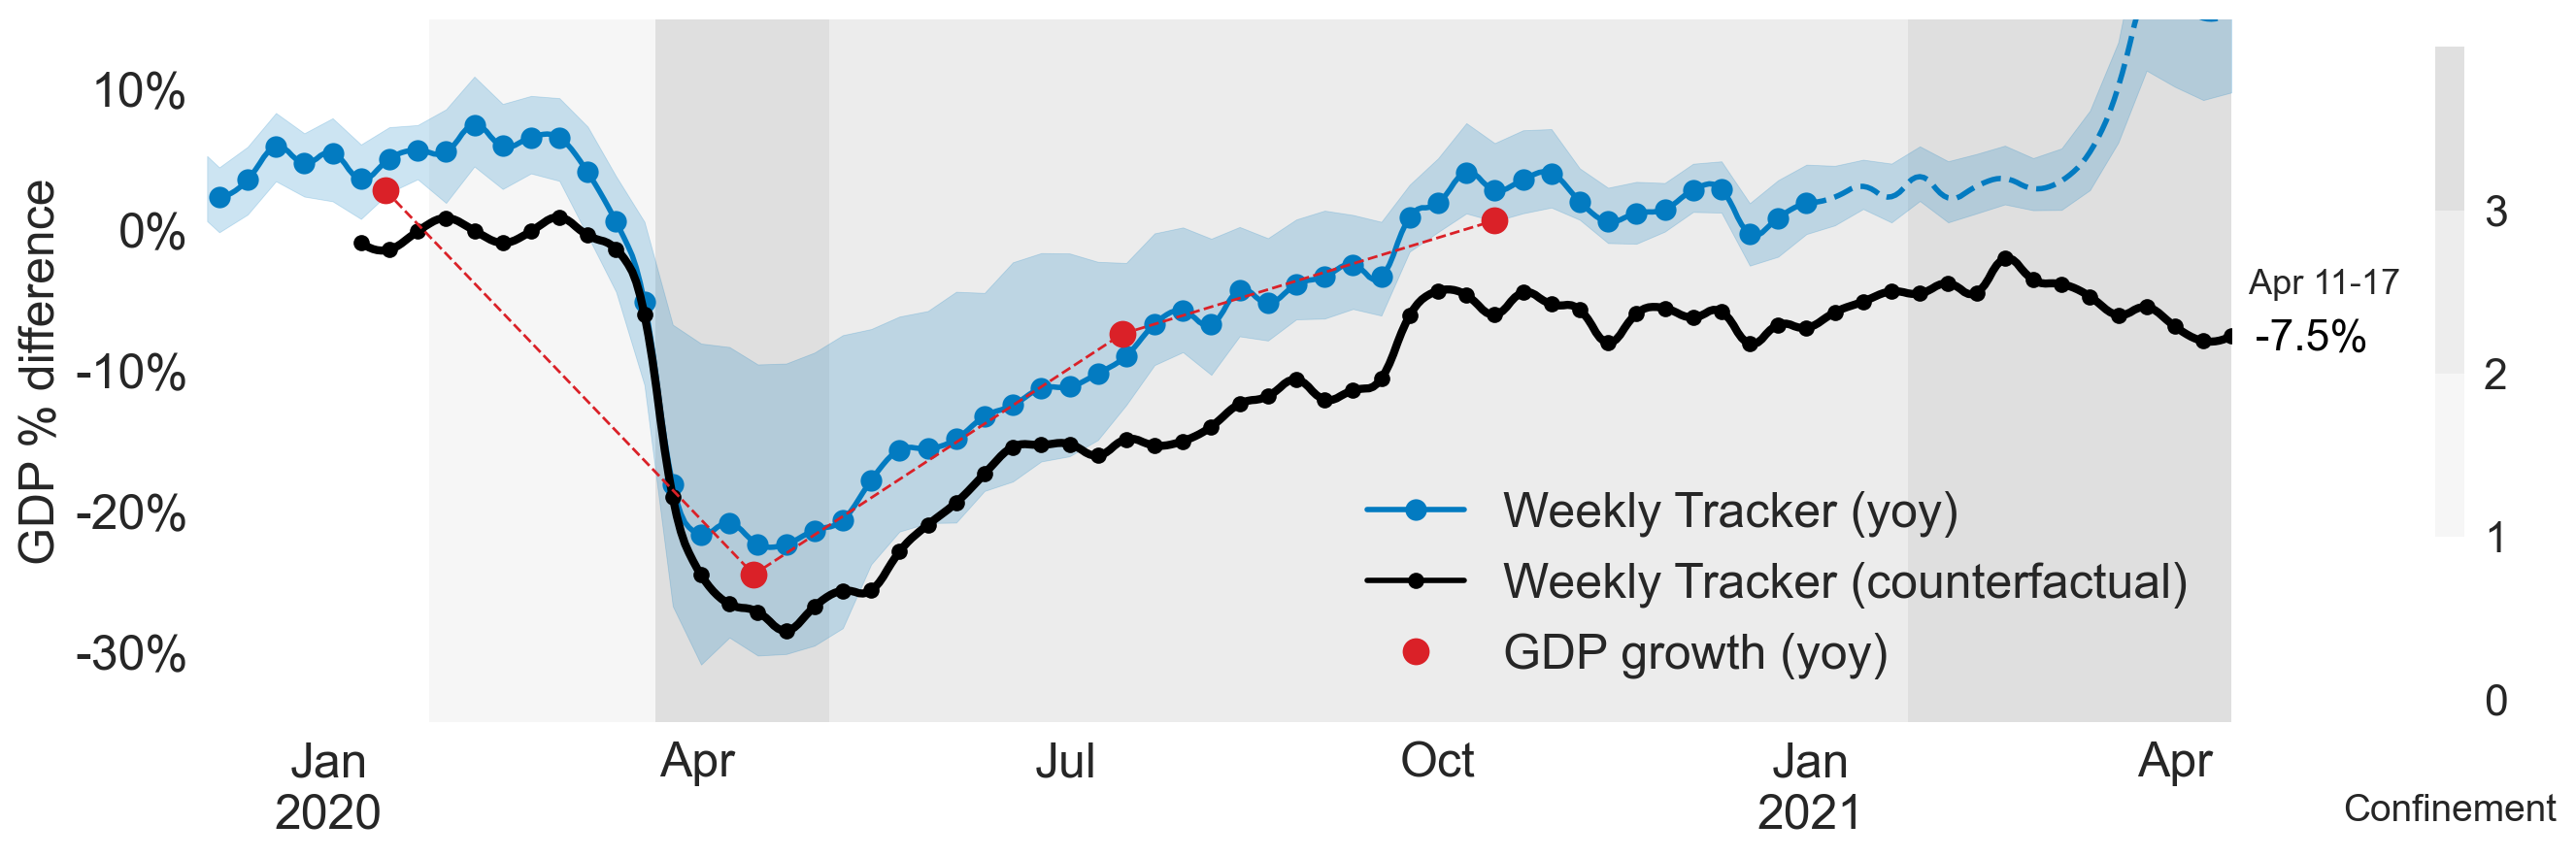 GDP % difference
10%
0%
-10%
-20%
-30%
Jan
2020
Apr
Jul
Oct
Jan
2021
Apr
Weekly Tracker (yoy)
Weekly Tracker (counterfactual)
GDP growth (yoy)
Apr 11-17
-7.5%
3
2
1
0
Confinement